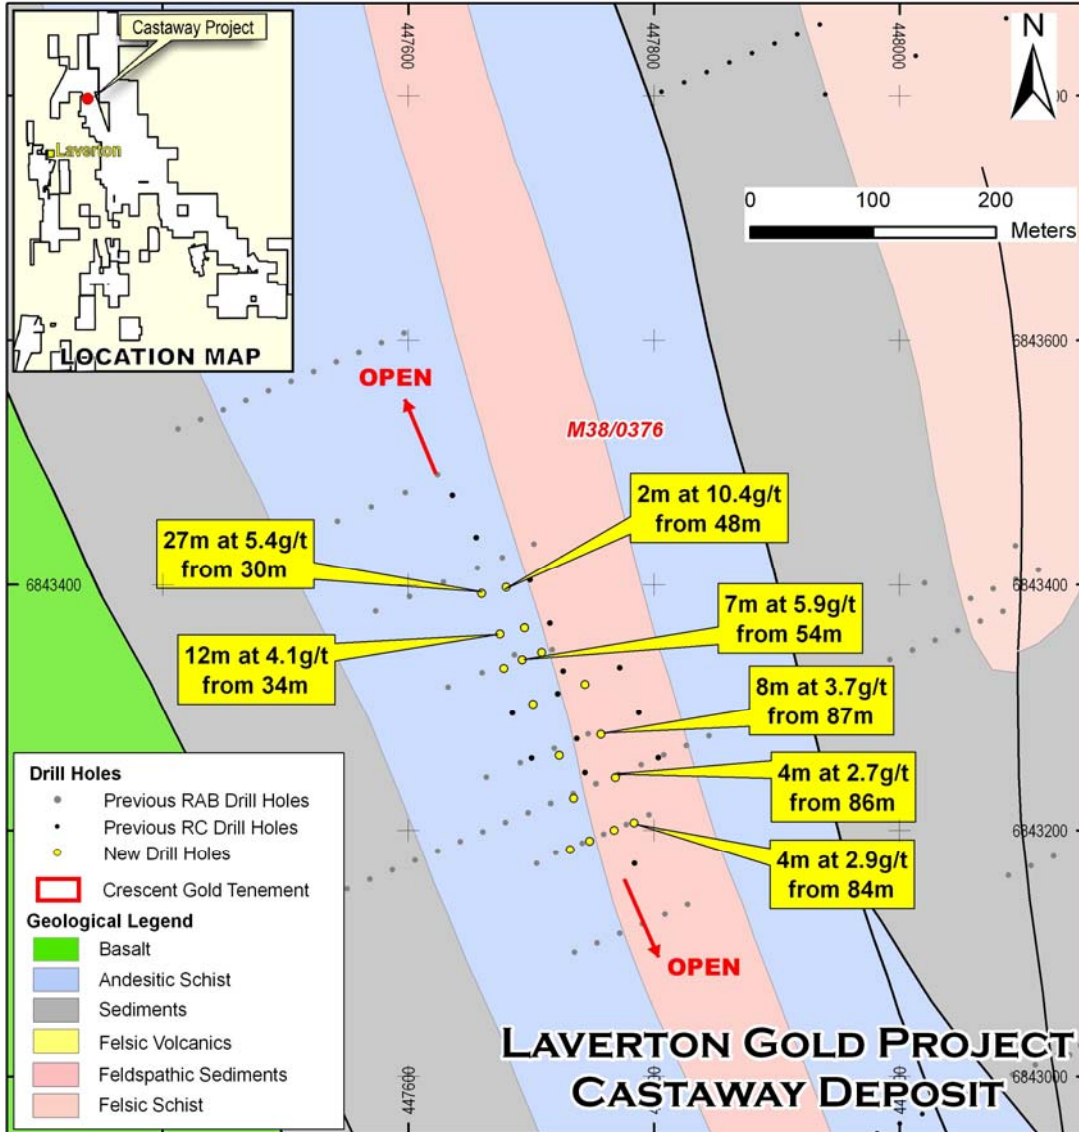 Castaway Project
Laverton
LOCATION MAP
447600
447800
448000
N
0 100 200
Meters
6843600
OPEN
M38/0376
2m at 10.4g/t
from 48m
27m at 5.4g/t
from 30m
6843400
6843400
7m at 5.9g/t
from 54m
12m at 4.1g/t
from 34m
8m at 3.7g/t
from 87m
4m at 2.7g/t
from 86m
6843200
4m at 2.9g/t
from 84m
OPEN
Drill Holes
Previous RAB Drill Holes
Previous RC Drill Holes
New Drill Holes
Crescent Gold Tenement
Geological Legend
Basalt
Andesitic Schist
Sediments
Felsic Volcanics
Feldspathic Sediments
Felsic Schist
LAVERTON GOLD PROJECT
CASTAWAY DEPOSIT
447600
6843000